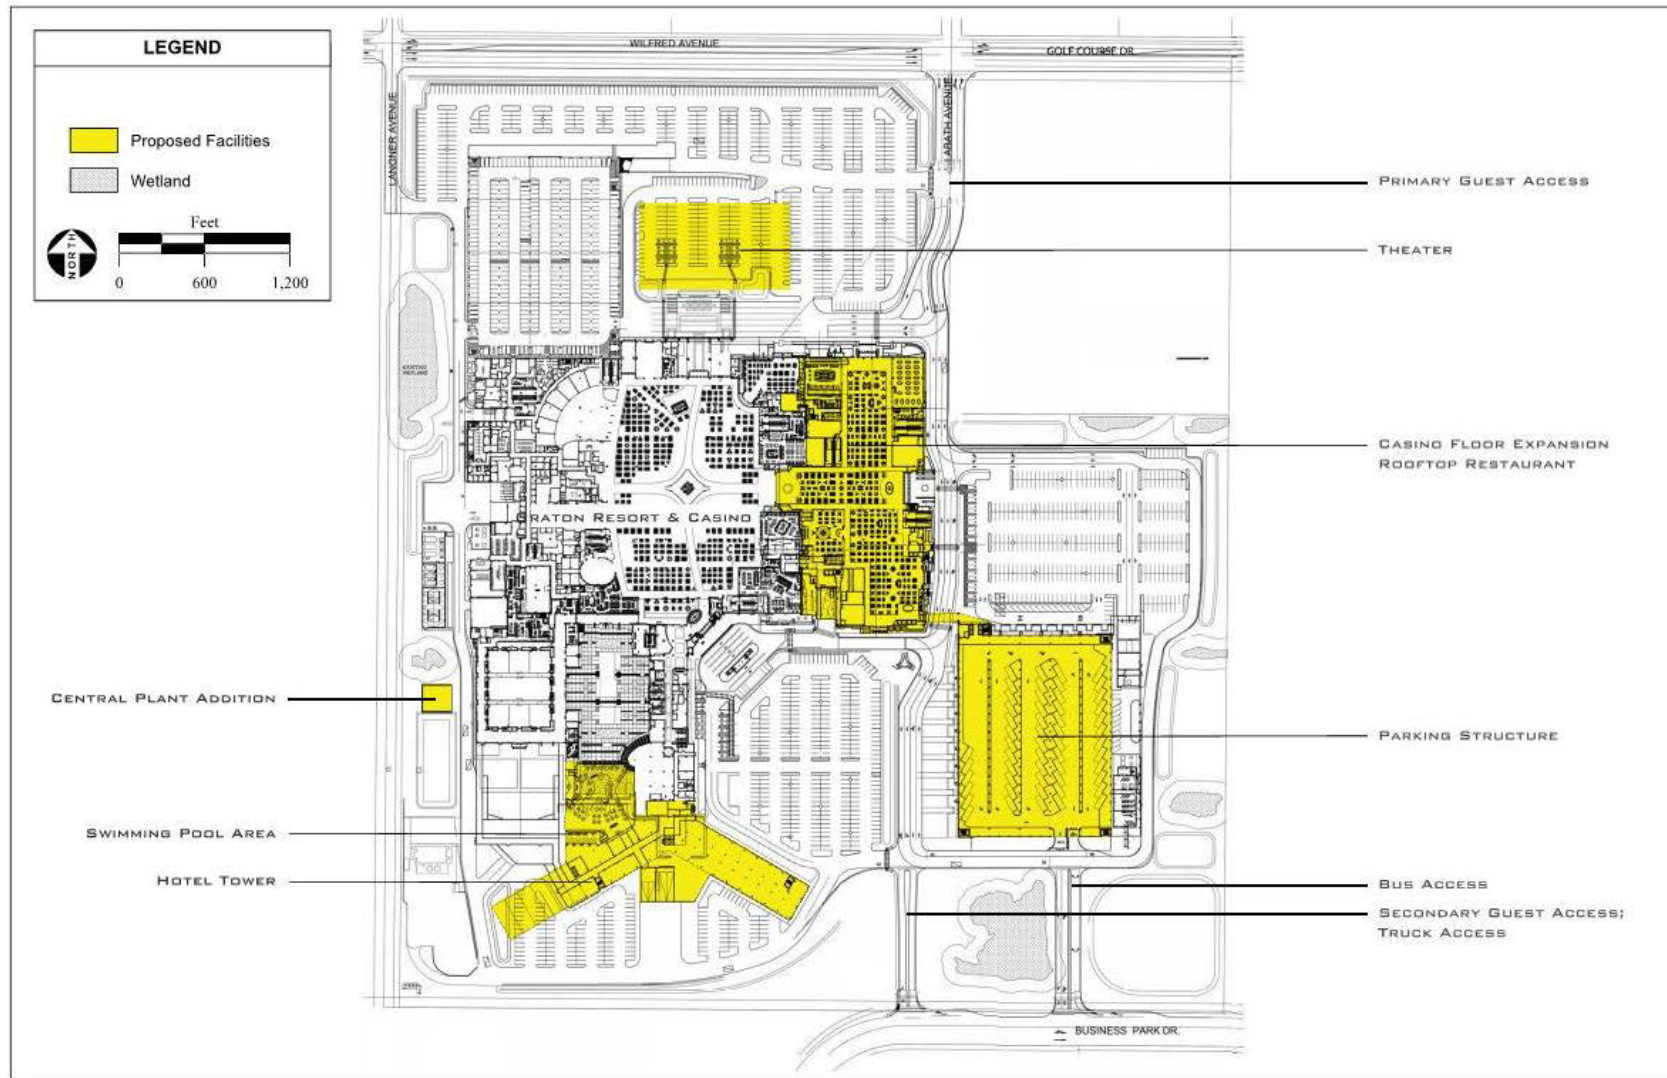 LEGEND
Proposed Facilities
Wetland
Feet
NORTH
0 600 1,200
WILFRED AVENUE
GOLF COURSE DR.
LANGNER AVENUE
LABATH AVENUE
PRIMARY GUEST ACCESS
THEATER
CASINO FLOOR EXPANSION
ROOFTOP RESTAURANT
RATON RESORT & CASINO
CENTRAL PLANT ADDITION
PARKING STRUCTURE
SWIMMING POOL AREA
HOTEL TOWER
BUS ACCESS
SECONDARY GUEST ACCESS;
TRUCK ACCESS
BUSINESS PARK DR.